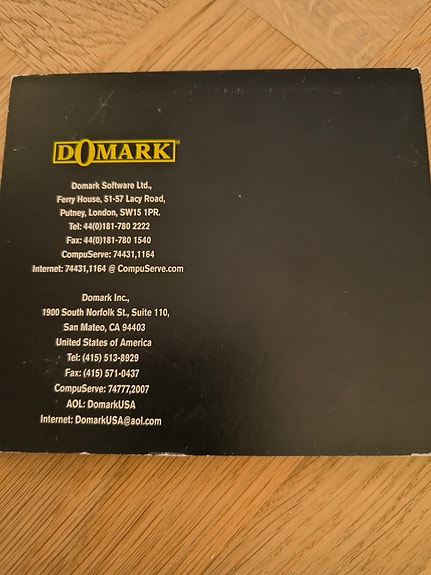 DOMARK®
Domark Software Ltd.,
Ferry House, 51-57 Lacy Road,
Putney, London, SW15 1PR.
Tel: 44(0)181-780 2222
Fax: 44(0)181-780 1540
CompuServe: 74431,1164
Internet: 74431,1164 @ CompuServe.com
Domark Inc.,
1900 South Norfolk St., Suite 110,
San Mateo, CA 94403
United States of America
Tel: (415) 513-8929
Fax: (415) 571-0437
CompuServe: 74777,2007
AOL: DomarkUSA
Internet: DomarkUSA@aol.com